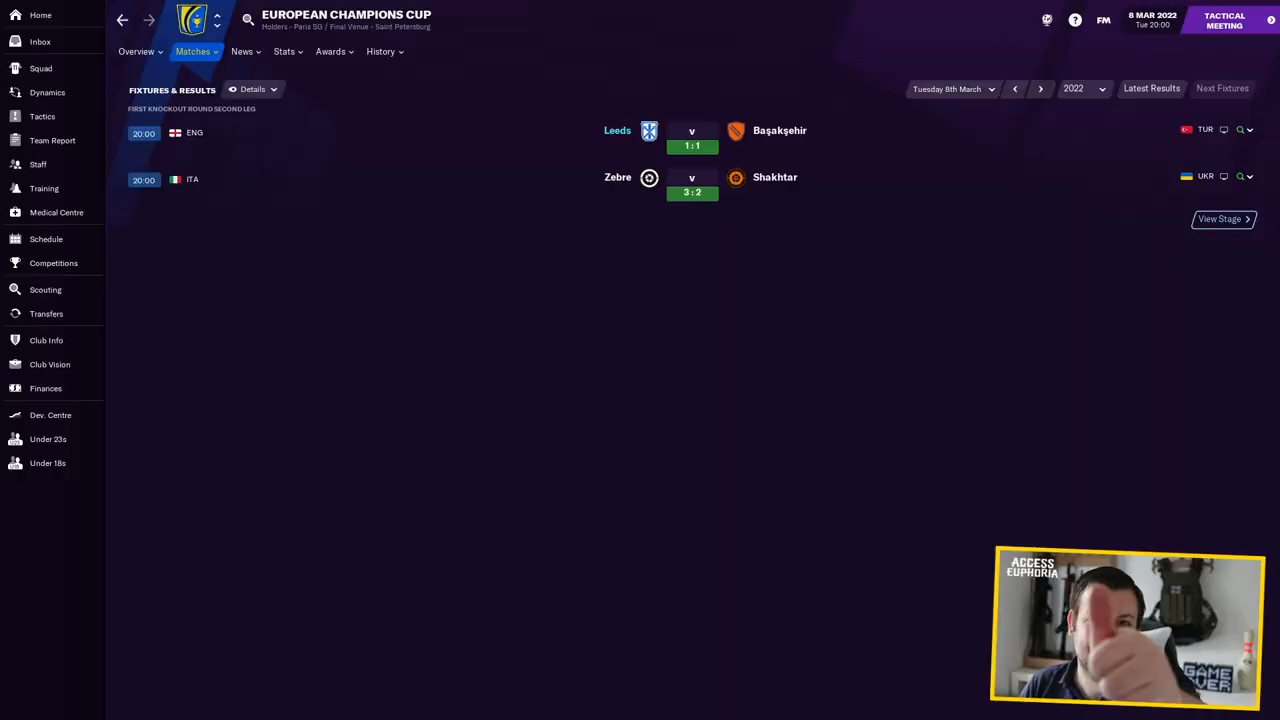 Home
Inbox
Squad
Dynamics
Tactics
Team Report
Staff
Training
Medical Centre
Schedule
Competitions
Scouting
Transfers
Club Info
Club Vision
Finances
Dev. Centre
Under 23s
Under 18s
EUROPEAN CHAMPIONS CUP
Holders - Paris SG / Final Venue - Saint Petersburg
FM
8 MAR 2022
Tue 20:00
TACTICAL
MEETING
Overview
Matches
News
Stats
Awards
History
FIXTURES & RESULTS
Details
Tuesday 8th March
2022
Latest Results
Next Fixtures
FIRST KNOCKOUT ROUND SECOND LEG
20:00 ENG Leeds v Başakşehir TUR
1 : 1
20:00 ITA Zebre v Shakhtar UKR
3 : 2
View Stage
ACCESS
EUPHORIA
GAME
OVER